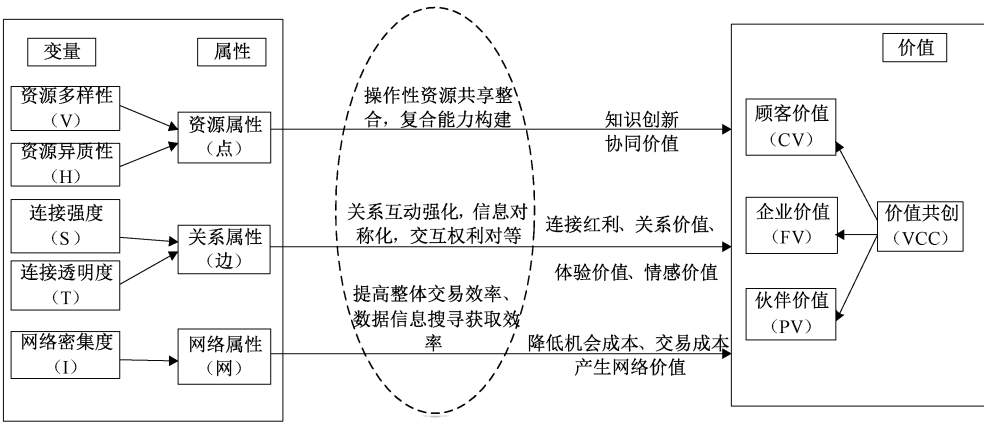 变量
属性
价值
资源多样性
（V）
资源异质性
（H）
资源属性
（点）
操作性资源共享整
合，复合能力构建
知识创新
协同价值
顾客价值
（CV）
连接强度
（S）
连接透明度
（T）
关系属性
（边）
关系互动强化，信息对
称化，交互权利对等
连接红利、关系价值、
体验价值、情感价值
企业价值
（FV）
价值共创
（VCC）
网络密集度
（I）
网络属性
（网）
提高整体交易效率、
数据信息搜寻获取效
率
降低机会成本、交易成本
产生网络价值
伙伴价值
（PV）